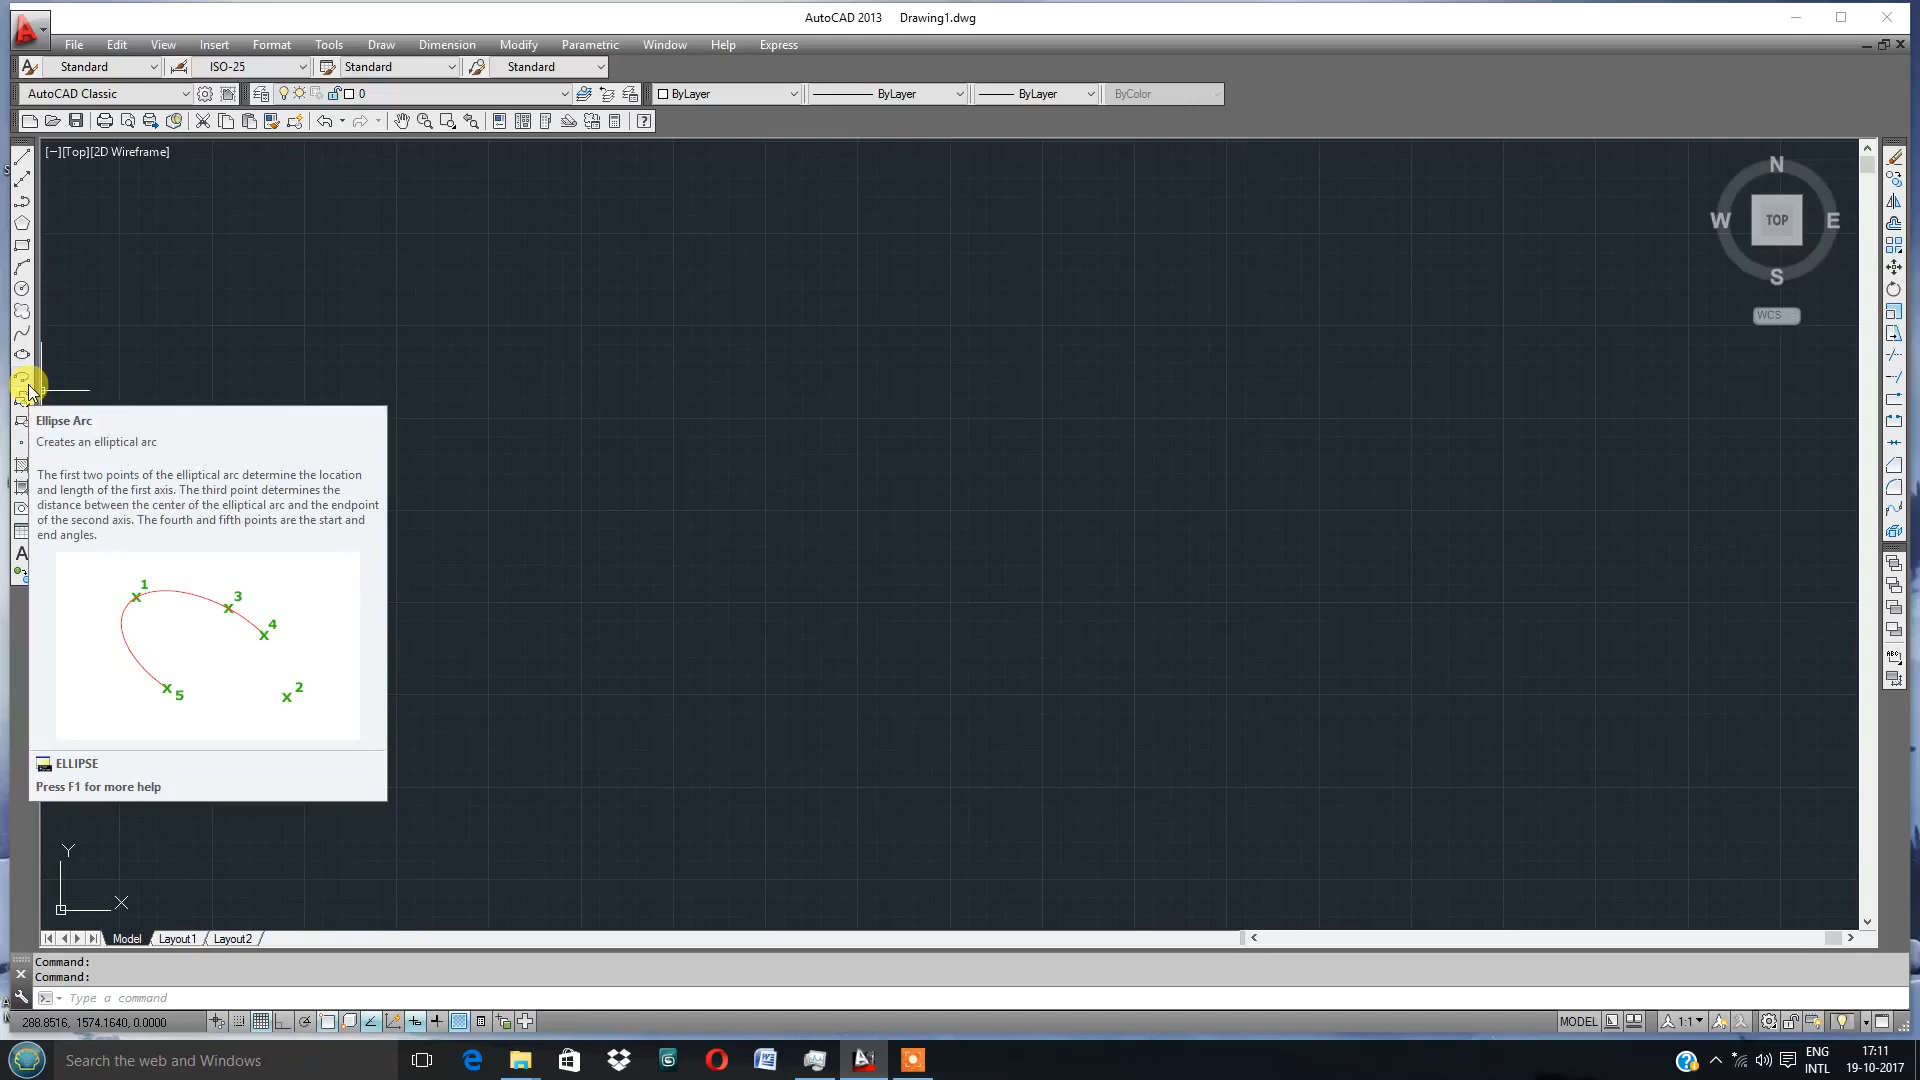 AutoCAD 2013 Drawing1.dwg
File Edit View Insert Format Tools Draw Dimension Modify Parametric Window Help Express
Standard ISO-25 Standard Standard
AutoCAD Classic 0 ByLayer ByLayer ByLayer ByColor
[−][Top][2D Wireframe]
N
W TOP E
S
WCS
Ellipse Arc
Creates an elliptical arc
The first two points of the elliptical arc determine the location
and length of the first axis. The third point determines the
distance between the center of the elliptical arc and the endpoint
of the second axis. The fourth and fifth points are the start and
end angles.
A
1
3
4
2
5
ELLIPSE
Press F1 for more help
ABC
Y
X
Model Layout1 Layout2
Command:
Command:
Type a command
288.8516, 1574.1640, 0.0000 MODEL 1:1
Search the web and Windows
ENG
INTL
17:11
19-10-2017